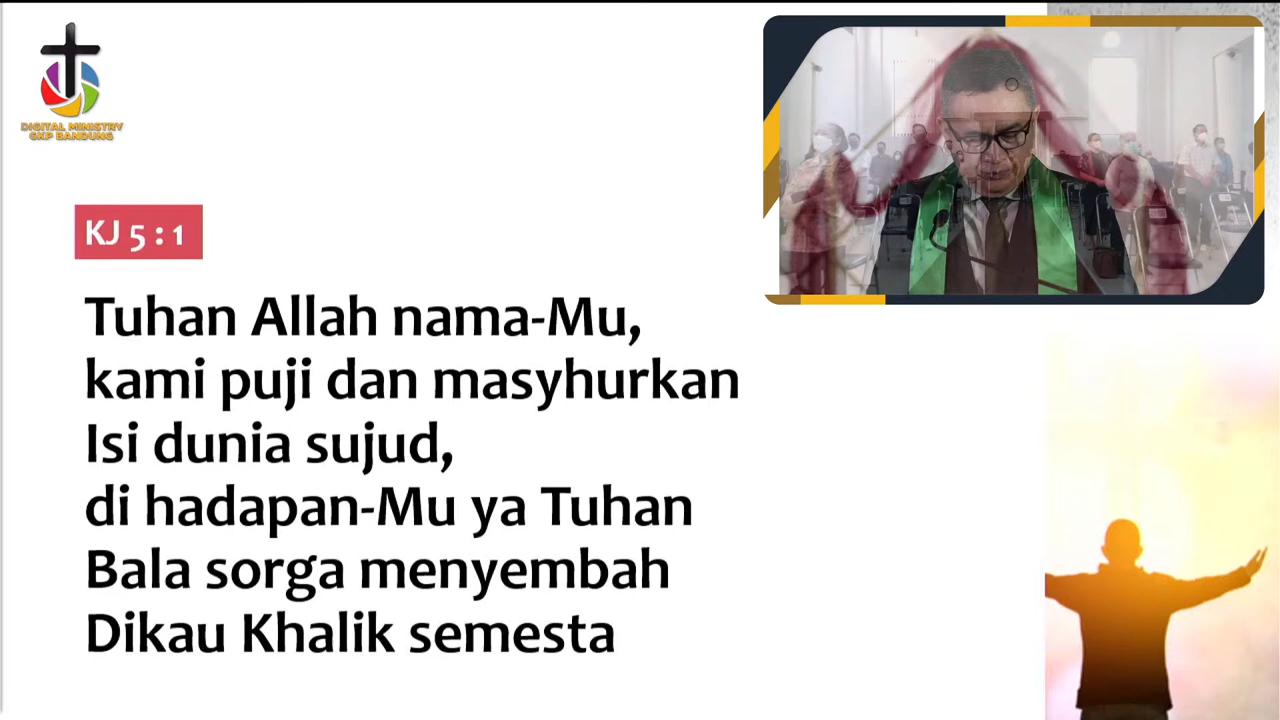 DIGITAL MINISTRY
GKP BANDUNG
KJ 5 : 1
Tuhan Allah nama-Mu,
kami puji dan masyhurkan
Isi dunia sujud,
di hadapan-Mu ya Tuhan
Bala sorga menyembah
Dikau Khalik semesta